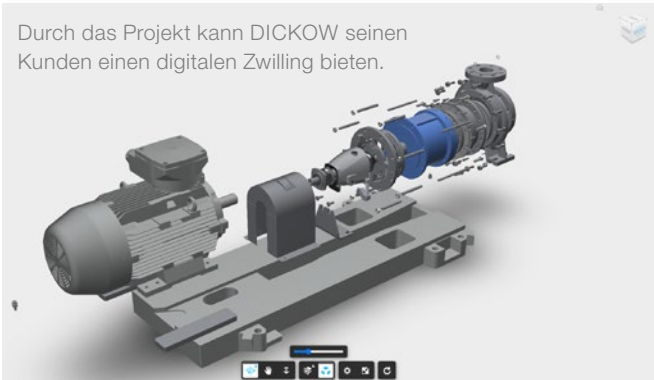 Durch das Projekt kann DICKOW seinen
Kunden einen digitalen Zwilling bieten.